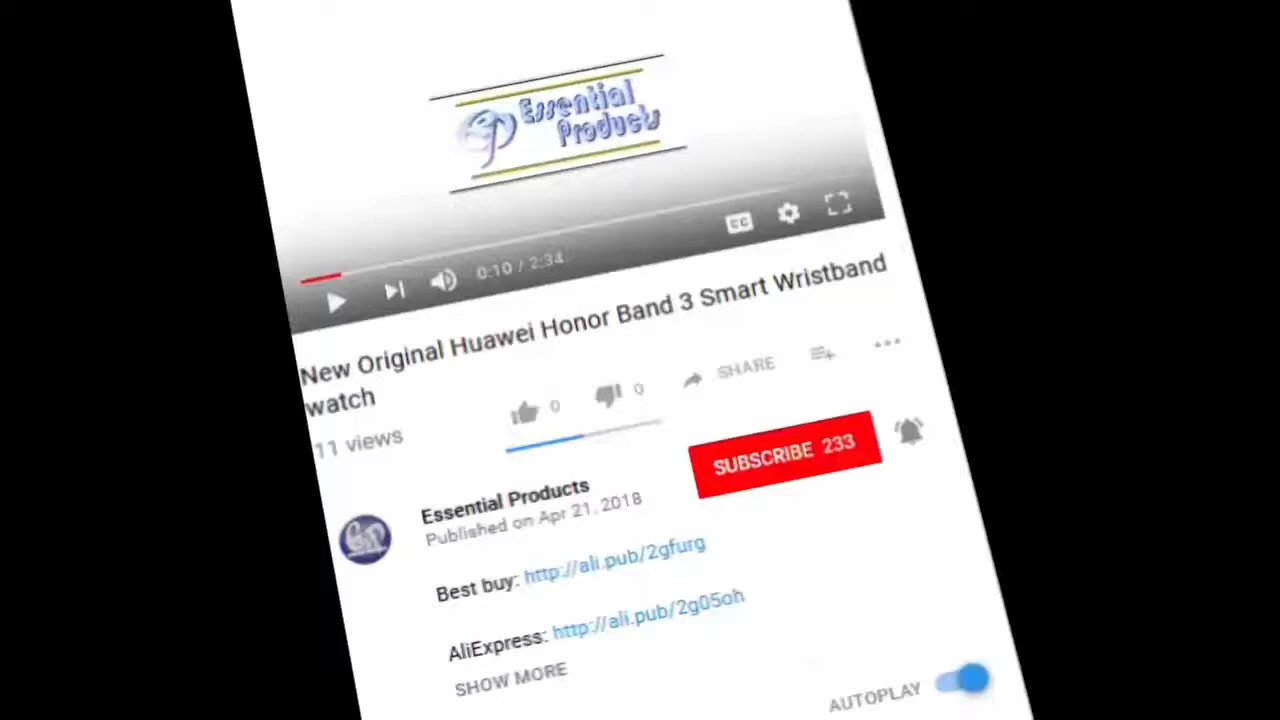 Essential
Products
0:10 / 2:34
CC
New Original Huawei Honor Band 3 Smart Wristband
watch
11 views
0
0
SHARE
SUBSCRIBE 233
Essential Products
Published on Apr 21, 2018
Best buy: http://ali.pub/2gfurg
AliExpress: http://ali.pub/2g05oh
SHOW MORE
AUTOPLAY